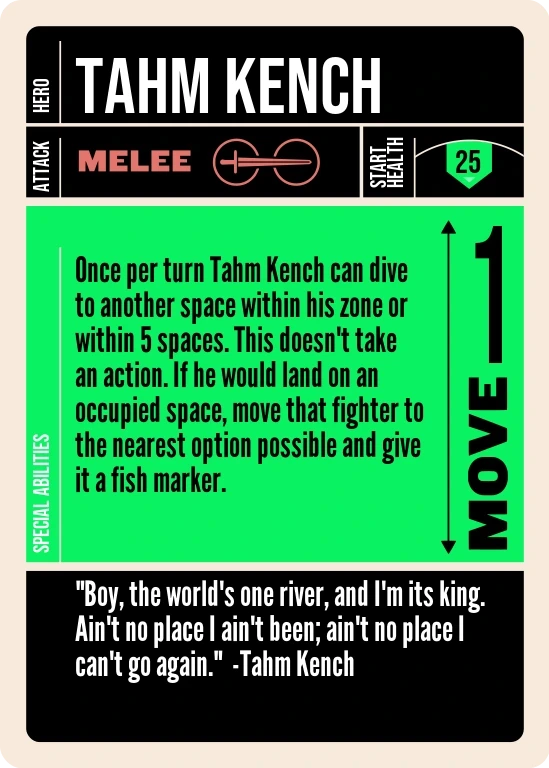 HERO
TAHM KENCH
ATTACK
MELEE
START
HEALTH
25
SPECIAL ABILITIES
Once per turn Tahm Kench can dive
to another space within his zone or
within 5 spaces. This doesn't take
an action. If he would land on an
occupied space, move that fighter to
the nearest option possible and give
it a fish marker.
MOVE 1
"Boy, the world's one river, and I'm its king.
Ain't no place I ain't been; ain't no place I
can't go again." -Tahm Kench